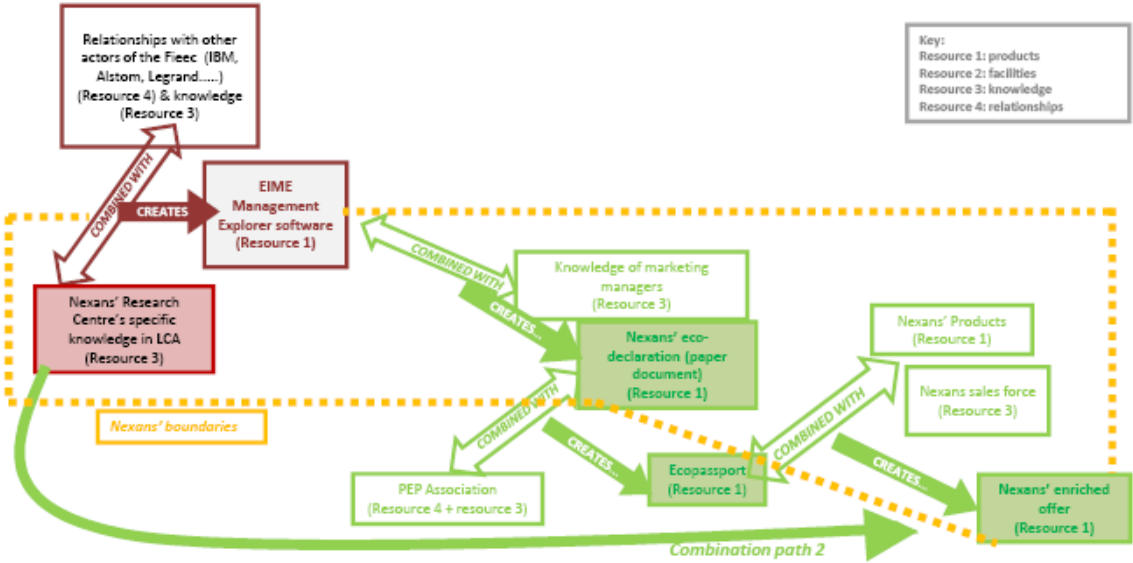 Relationships with other
actors of the Fieec (IBM,
Alstom, Legrand.....)
(Resource 4) & knowledge
(Resource 3)
Key:
Resource 1: products
Resource 2: facilities
Resource 3: knowledge
Resource 4: relationships
COMBINED WITH
CREATES
EIME
Management
Explorer software
(Resource 1)
Nexans' Research
Centre's specific
knowledge in LCA
(Resource 3)
COMBINED WITH
Knowledge of marketing
managers
(Resource 3)
CREATES...
Nexans' eco-
declaration (paper
document)
(Resource 1)
Nexans' Products
(Resource 1)
Nexans sales force
(Resource 3)
Nexans' boundaries
COMBINED WITH
CREATES...
COMBINED WITH
CREATES...
PEP Association
(Resource 4 + resource 3)
Ecopassport
(Resource 1)
Nexans' enriched
offer
(Resource 1)
Combination path 2